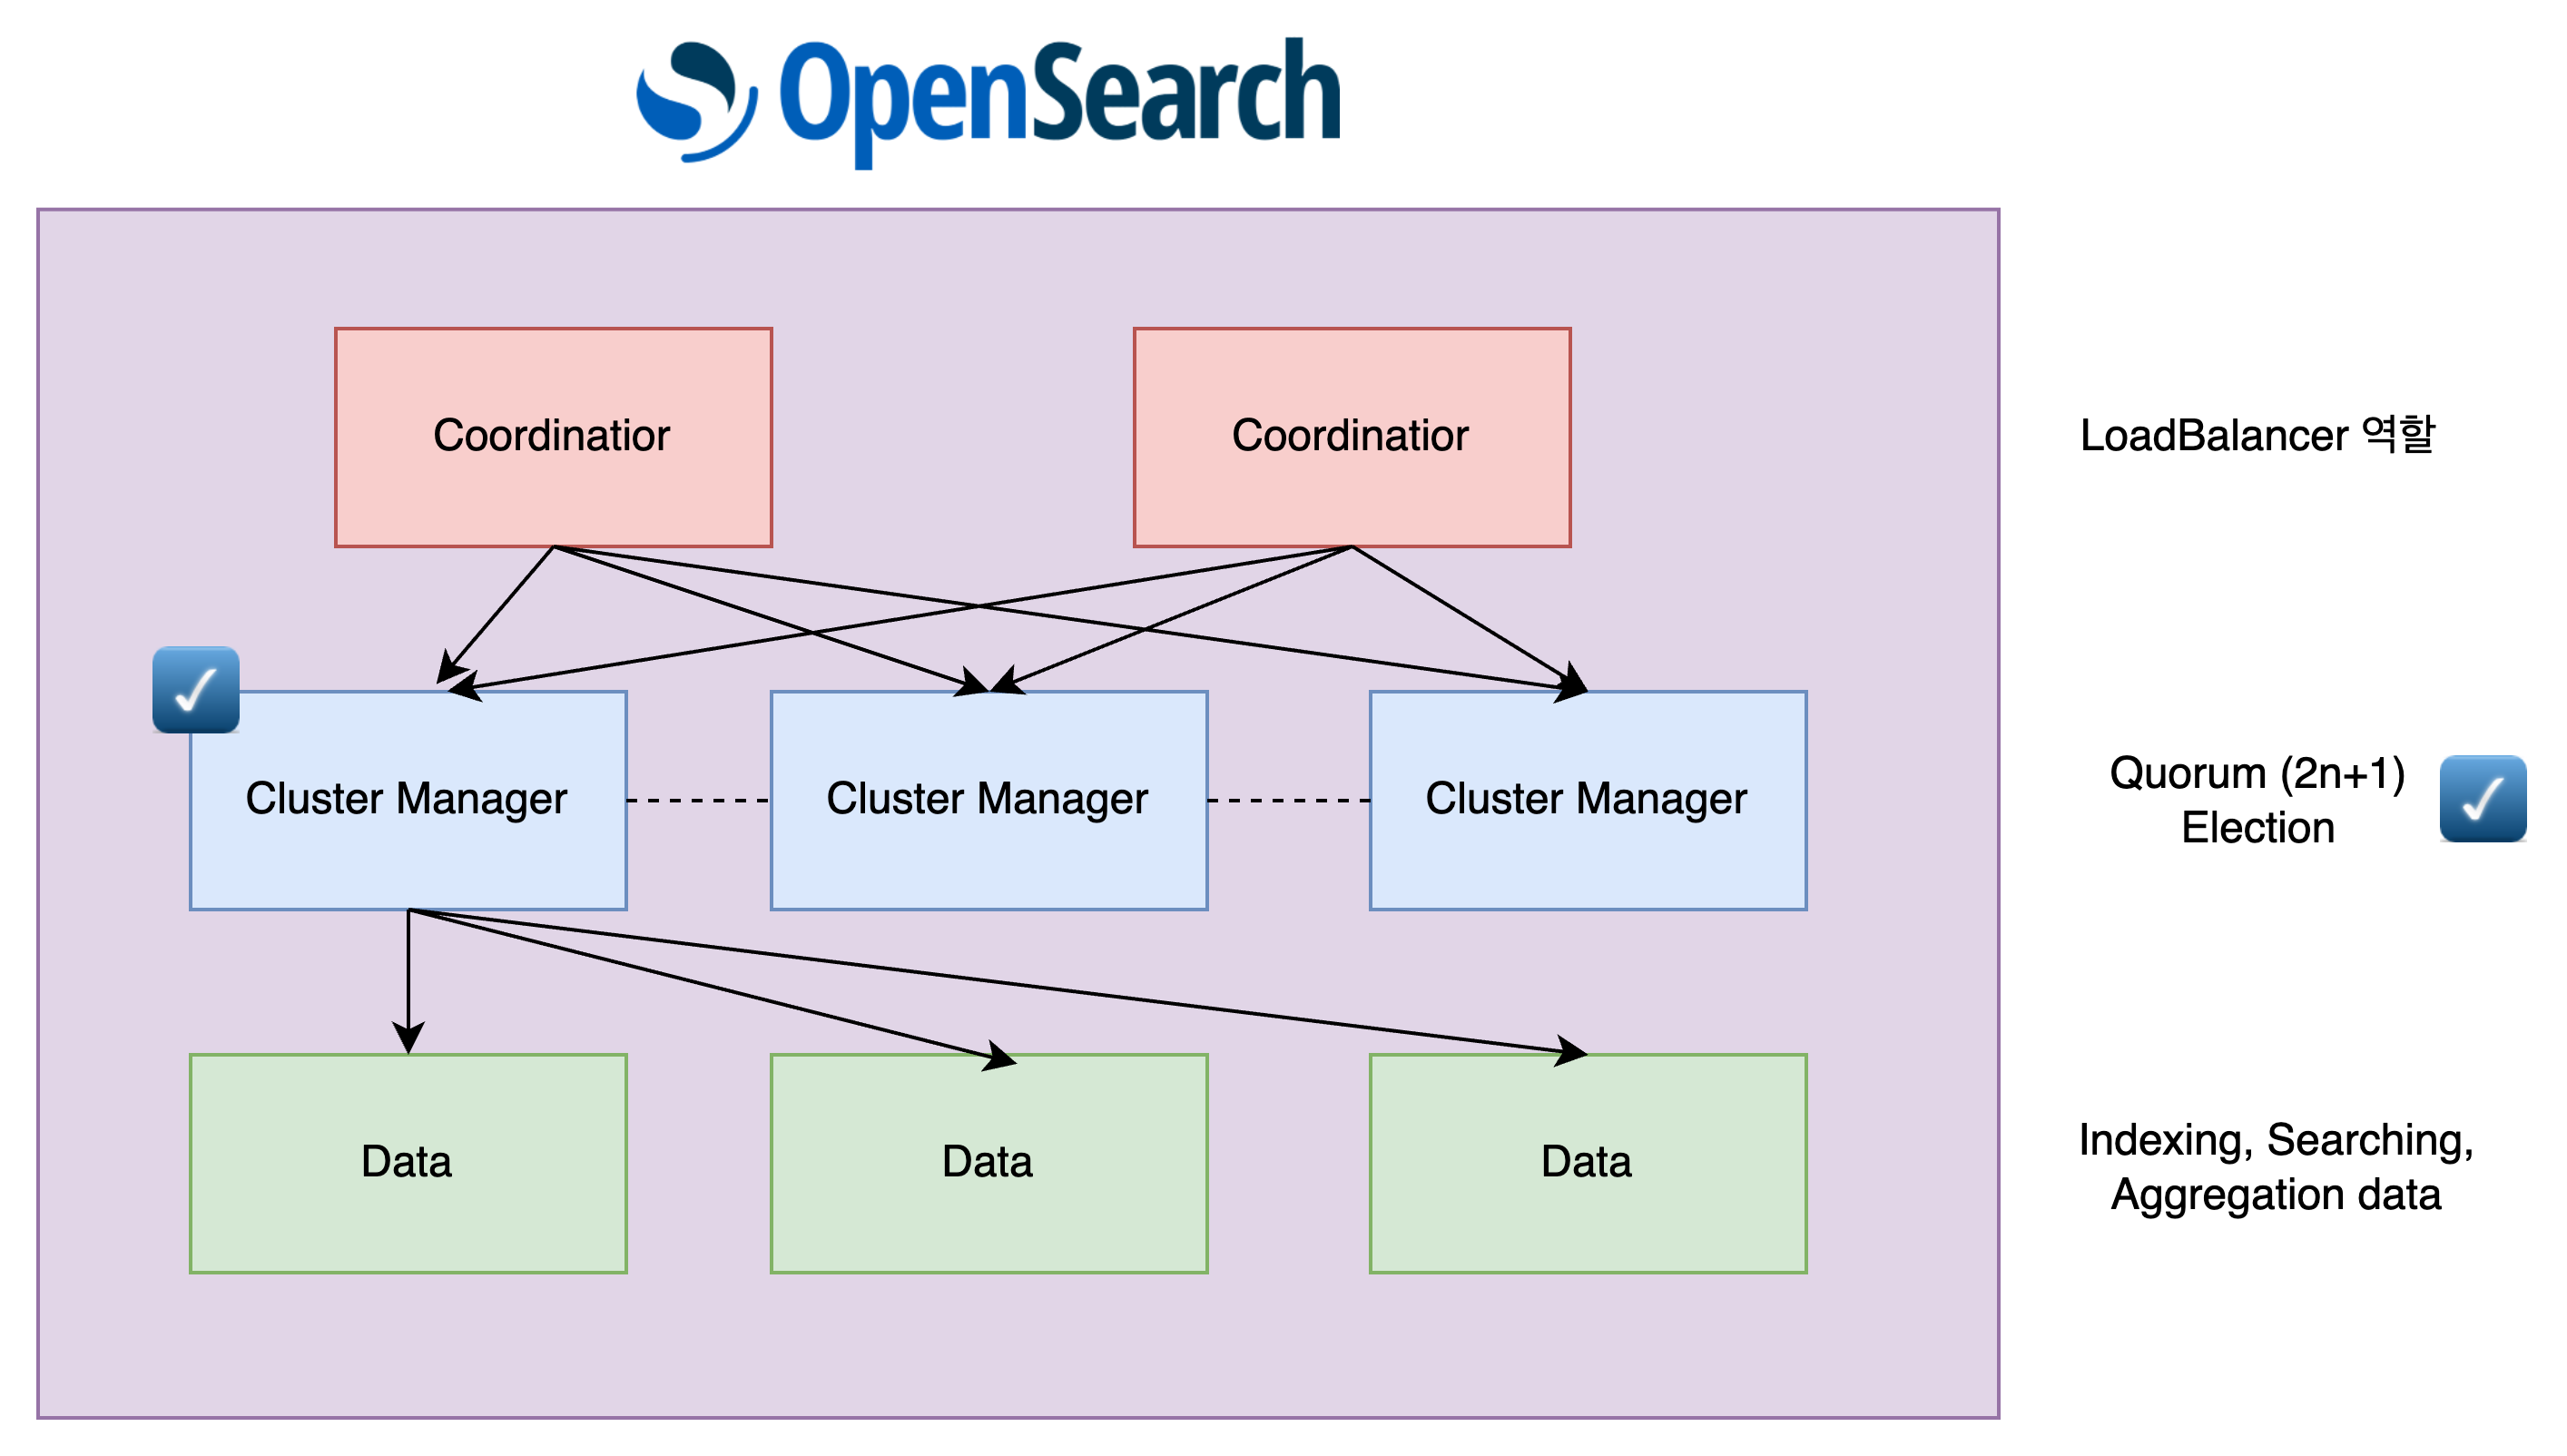 OpenSearch
Coordinatior
Coordinatior
LoadBalancer 역할
Cluster Manager
Cluster Manager
Cluster Manager
Quorum (2n+1)
Election
Data
Data
Data
Indexing, Searching,
Aggregation data